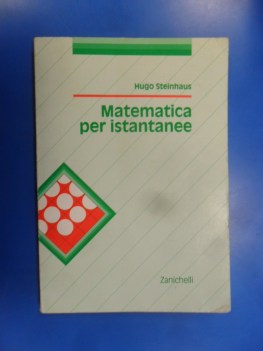 Hugo Steinhaus
Matematica
per istantanee
Zanichelli